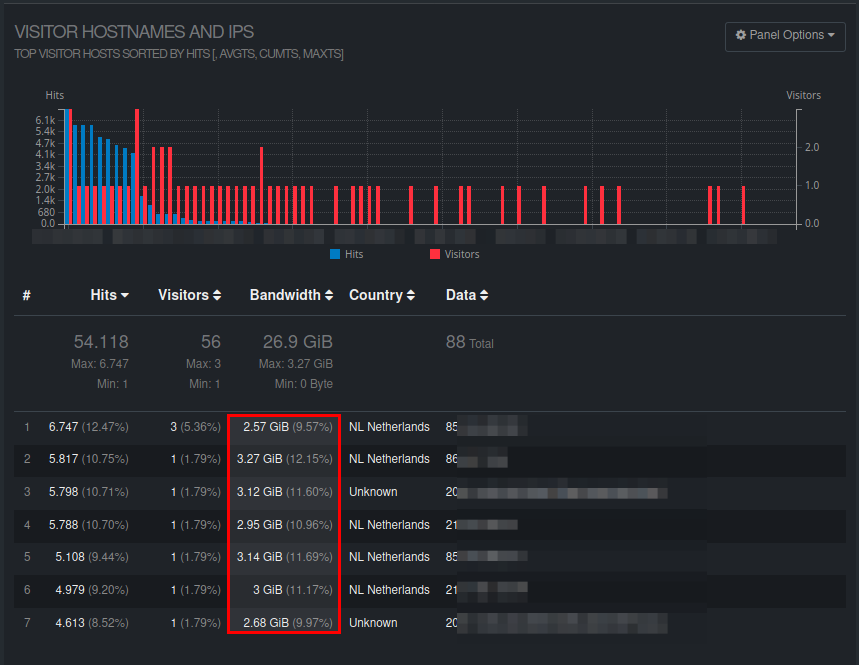 VISITOR HOSTNAMES AND IPS
TOP VISITOR HOSTS SORTED BY HITS [, AVGTS, CUMTS, MAXTS]
Panel Options
Hits Visitors
6.1k
5.4k
4.7k 2.0
4.1k
3.4k
2.7k
2.0k 1.0
1.4k
680
0.0 0.0
Hits Visitors
# Hits Visitors Bandwidth Country Data
54.118 56 26.9 GiB 88 Total
Max: 6.747 Max: 3 Max: 3.27 GiB
Min: 1 Min: 1 Min: 0 Byte
1 6.747 (12.47%) 3 (5.36%) 2.57 GiB (9.57%) NL Netherlands 85
2 5.817 (10.75%) 1 (1.79%) 3.27 GiB (12.15%) NL Netherlands 86
3 5.798 (10.71%) 1 (1.79%) 3.12 GiB (11.60%) Unknown 20
4 5.788 (10.70%) 1 (1.79%) 2.95 GiB (10.96%) NL Netherlands 21
5 5.108 (9.44%) 1 (1.79%) 3.14 GiB (11.69%) NL Netherlands 85
6 4.979 (9.20%) 1 (1.79%) 3 GiB (11.17%) NL Netherlands 21
7 4.613 (8.52%) 1 (1.79%) 2.68 GiB (9.97%) Unknown 20